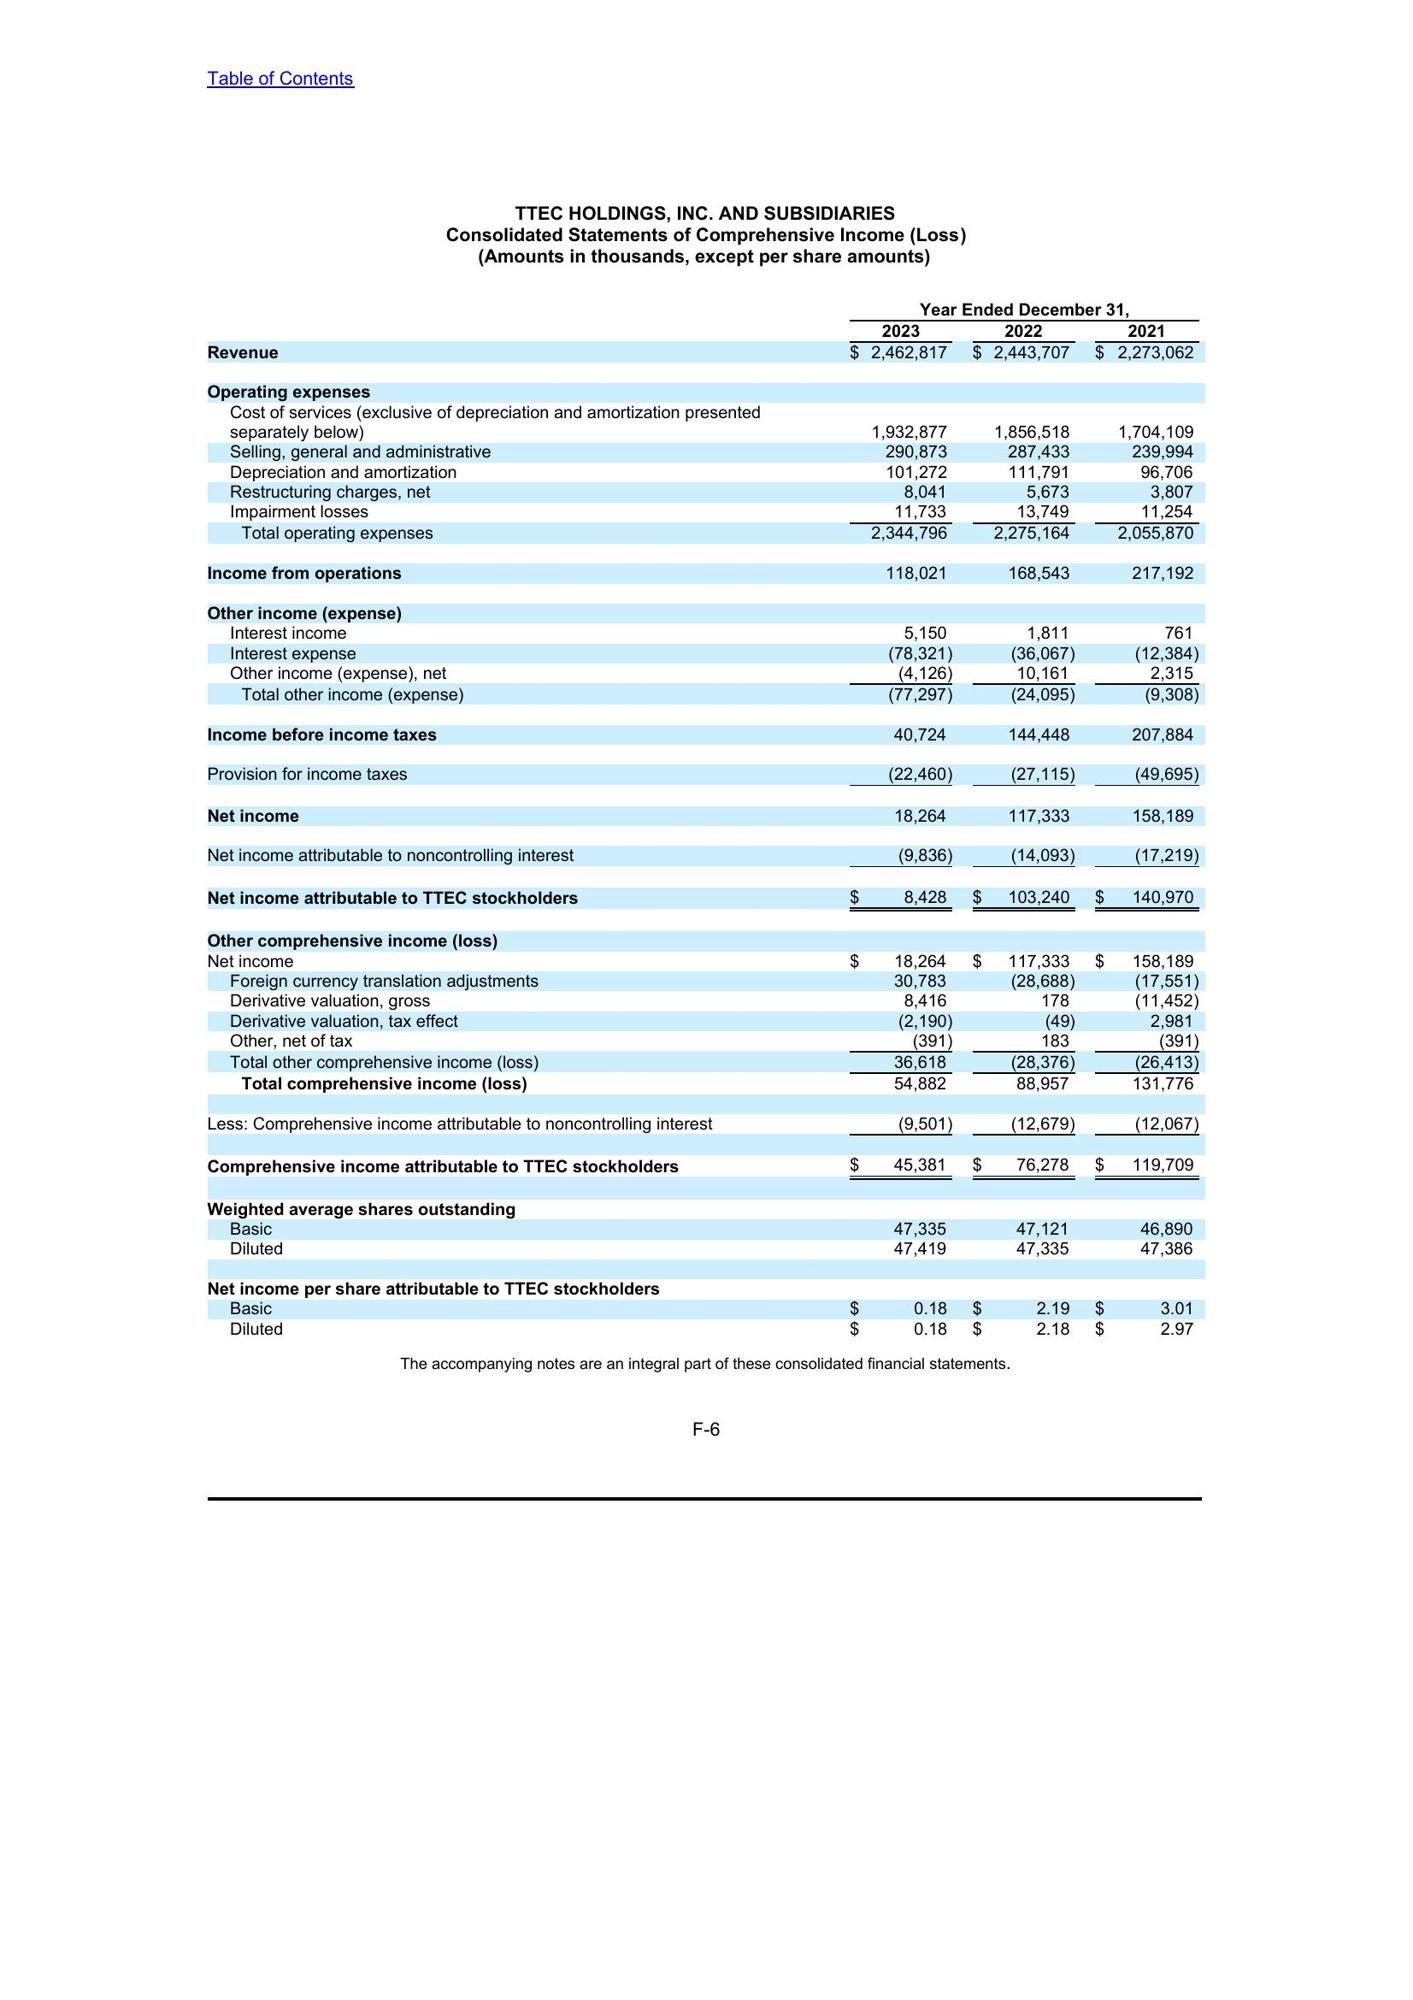 Table of Contents
TTEC HOLDINGS, INC. AND SUBSIDIARIES
Consolidated Statements of Comprehensive Income (Loss)
(Amounts in thousands, except per share amounts)
Year Ended December 31,
2023 2022 2021
Revenue $ 2,462,817 $ 2,443,707 $ 2,273,062
Operating expenses
Cost of services (exclusive of depreciation and amortization presented
separately below) 1,932,877 1,856,518 1,704,109
Selling, general and administrative 290,873 287,433 239,994
Depreciation and amortization 101,272 111,791 96,706
Restructuring charges, net 8,041 5,673 3,807
Impairment losses 11,733 13,749 11,254
Total operating expenses 2,344,796 2,275,164 2,055,870
Income from operations 118,021 168,543 217,192
Other income (expense)
Interest income 5,150 1,811 761
Interest expense (78,321) (36,067) (12,384)
Other income (expense), net (4,126) 10,161 2,315
Total other income (expense) (77,297) (24,095) (9,308)
Income before income taxes 40,724 144,448 207,884
Provision for income taxes (22,460) (27,115) (49,695)
Net income 18,264 117,333 158,189
Net income attributable to noncontrolling interest (9,836) (14,093) (17,219)
Net income attributable to TTEC stockholders $ 8,428 $ 103,240 $ 140,970
Other comprehensive income (loss)
Net income $ 18,264 $ 117,333 $ 158,189
Foreign currency translation adjustments 30,783 (28,688) (17,551)
Derivative valuation, gross 8,416 178 (11,452)
Derivative valuation, tax effect (2,190) (49) 2,981
Other, net of tax (391) 183 (391)
Total other comprehensive income (loss) 36,618 (28,376) (26,413)
Total comprehensive income (loss) 54,882 88,957 131,776
Less: Comprehensive income attributable to noncontrolling interest (9,501) (12,679) (12,067)
Comprehensive income attributable to TTEC stockholders $ 45,381 $ 76,278 $ 119,709
Weighted average shares outstanding
Basic 47,335 47,121 46,890
Diluted 47,419 47,335 47,386
Net income per share attributable to TTEC stockholders
Basic $ 0.18 $ 2.19 $ 3.01
Diluted $ 0.18 $ 2.18 $ 2.97
The accompanying notes are an integral part of these consolidated financial statements.
F-6